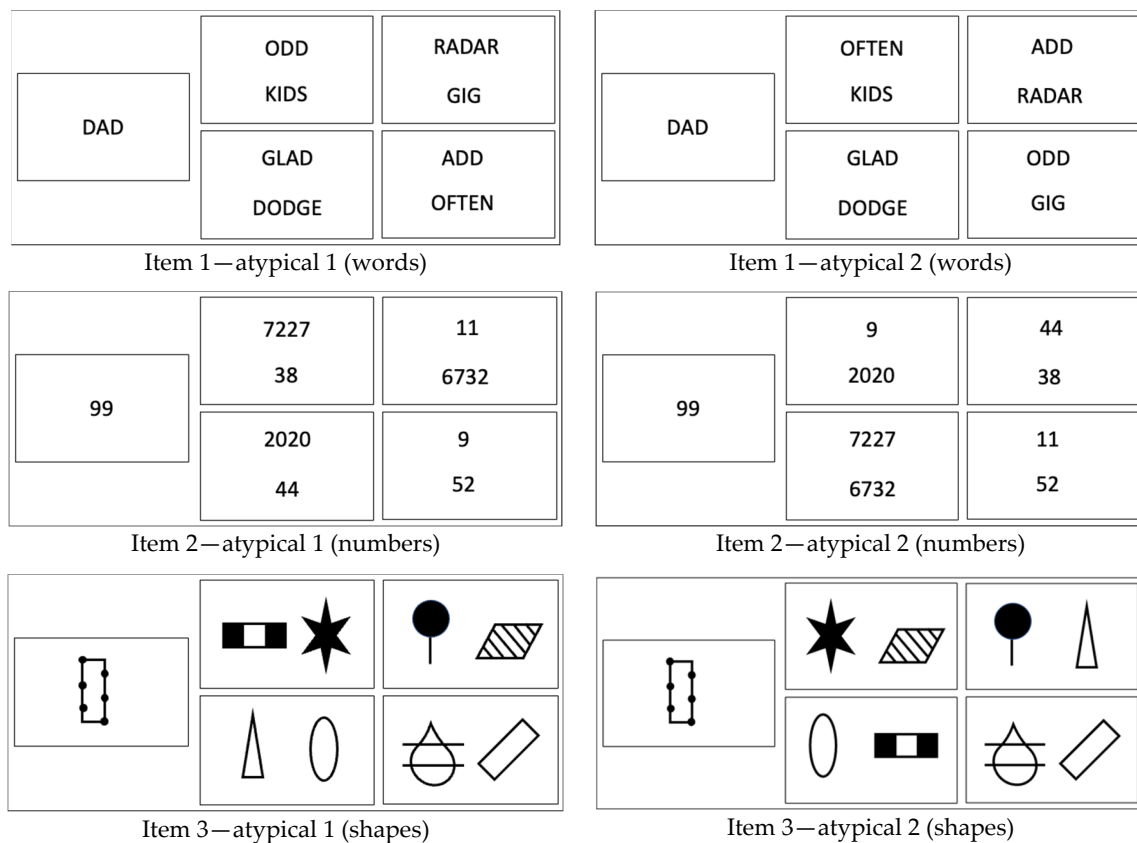 DAD
ODD
KIDS
RADAR
GIG
GLAD
DODGE
ADD
OFTEN
Item 1—atypical 1 (words)
DAD
OFTEN
KIDS
ADD
RADAR
GLAD
DODGE
ODD
GIG
Item 1—atypical 2 (words)
99
7227
38
11
6732
2020
44
9
52
Item 2—atypical 1 (numbers)
99
9
2020
44
38
7227
6732
11
52
Item 2—atypical 2 (numbers)
Item 3—atypical 1 (shapes)
Item 3—atypical 2 (shapes)